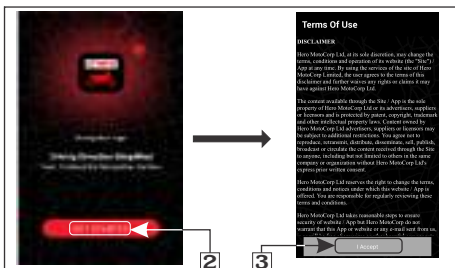 Terms Of Use
DISCLAIMER
Hero MotoCorp Ltd, at its sole discretion, may change the
terms, conditions and operation of its website (the "Site") /
App at any time. By using the services of the site of Hero
MotoCorp Limited, the user agrees to the terms of this
disclaimer and further waives any rights or claims it may
have against Hero MotoCorp Ltd.
The content available through the Site / App is the sole
property of Hero MotoCorp Ltd or its advertisers, suppliers
or licensors and is protected by patent, copyright, trademark
and other intellectual property laws. Content owned by
Hero MotoCorp Ltd advertisers, suppliers or licensors may
be subject to additional restrictions. You agree not to
reproduce, retransmit, distribute, disseminate, sell, publish,
broadcast or circulate the content received through the Site
to anyone, including but not limited to others in the same
company or organization without Hero MotoCorp Ltd's
express prior written consent.
Hero MotoCorp Ltd reserves the right to change the terms,
conditions and notices under which this website / App is
offered. You are responsible for regularly reviewing these
terms and conditions.
Hero MotoCorp Ltd takes reasonable steps to ensure
security of website / App but Hero MotoCorp do not
warrant that this App or website or any e-mail sent from us,
I Accept
2
3